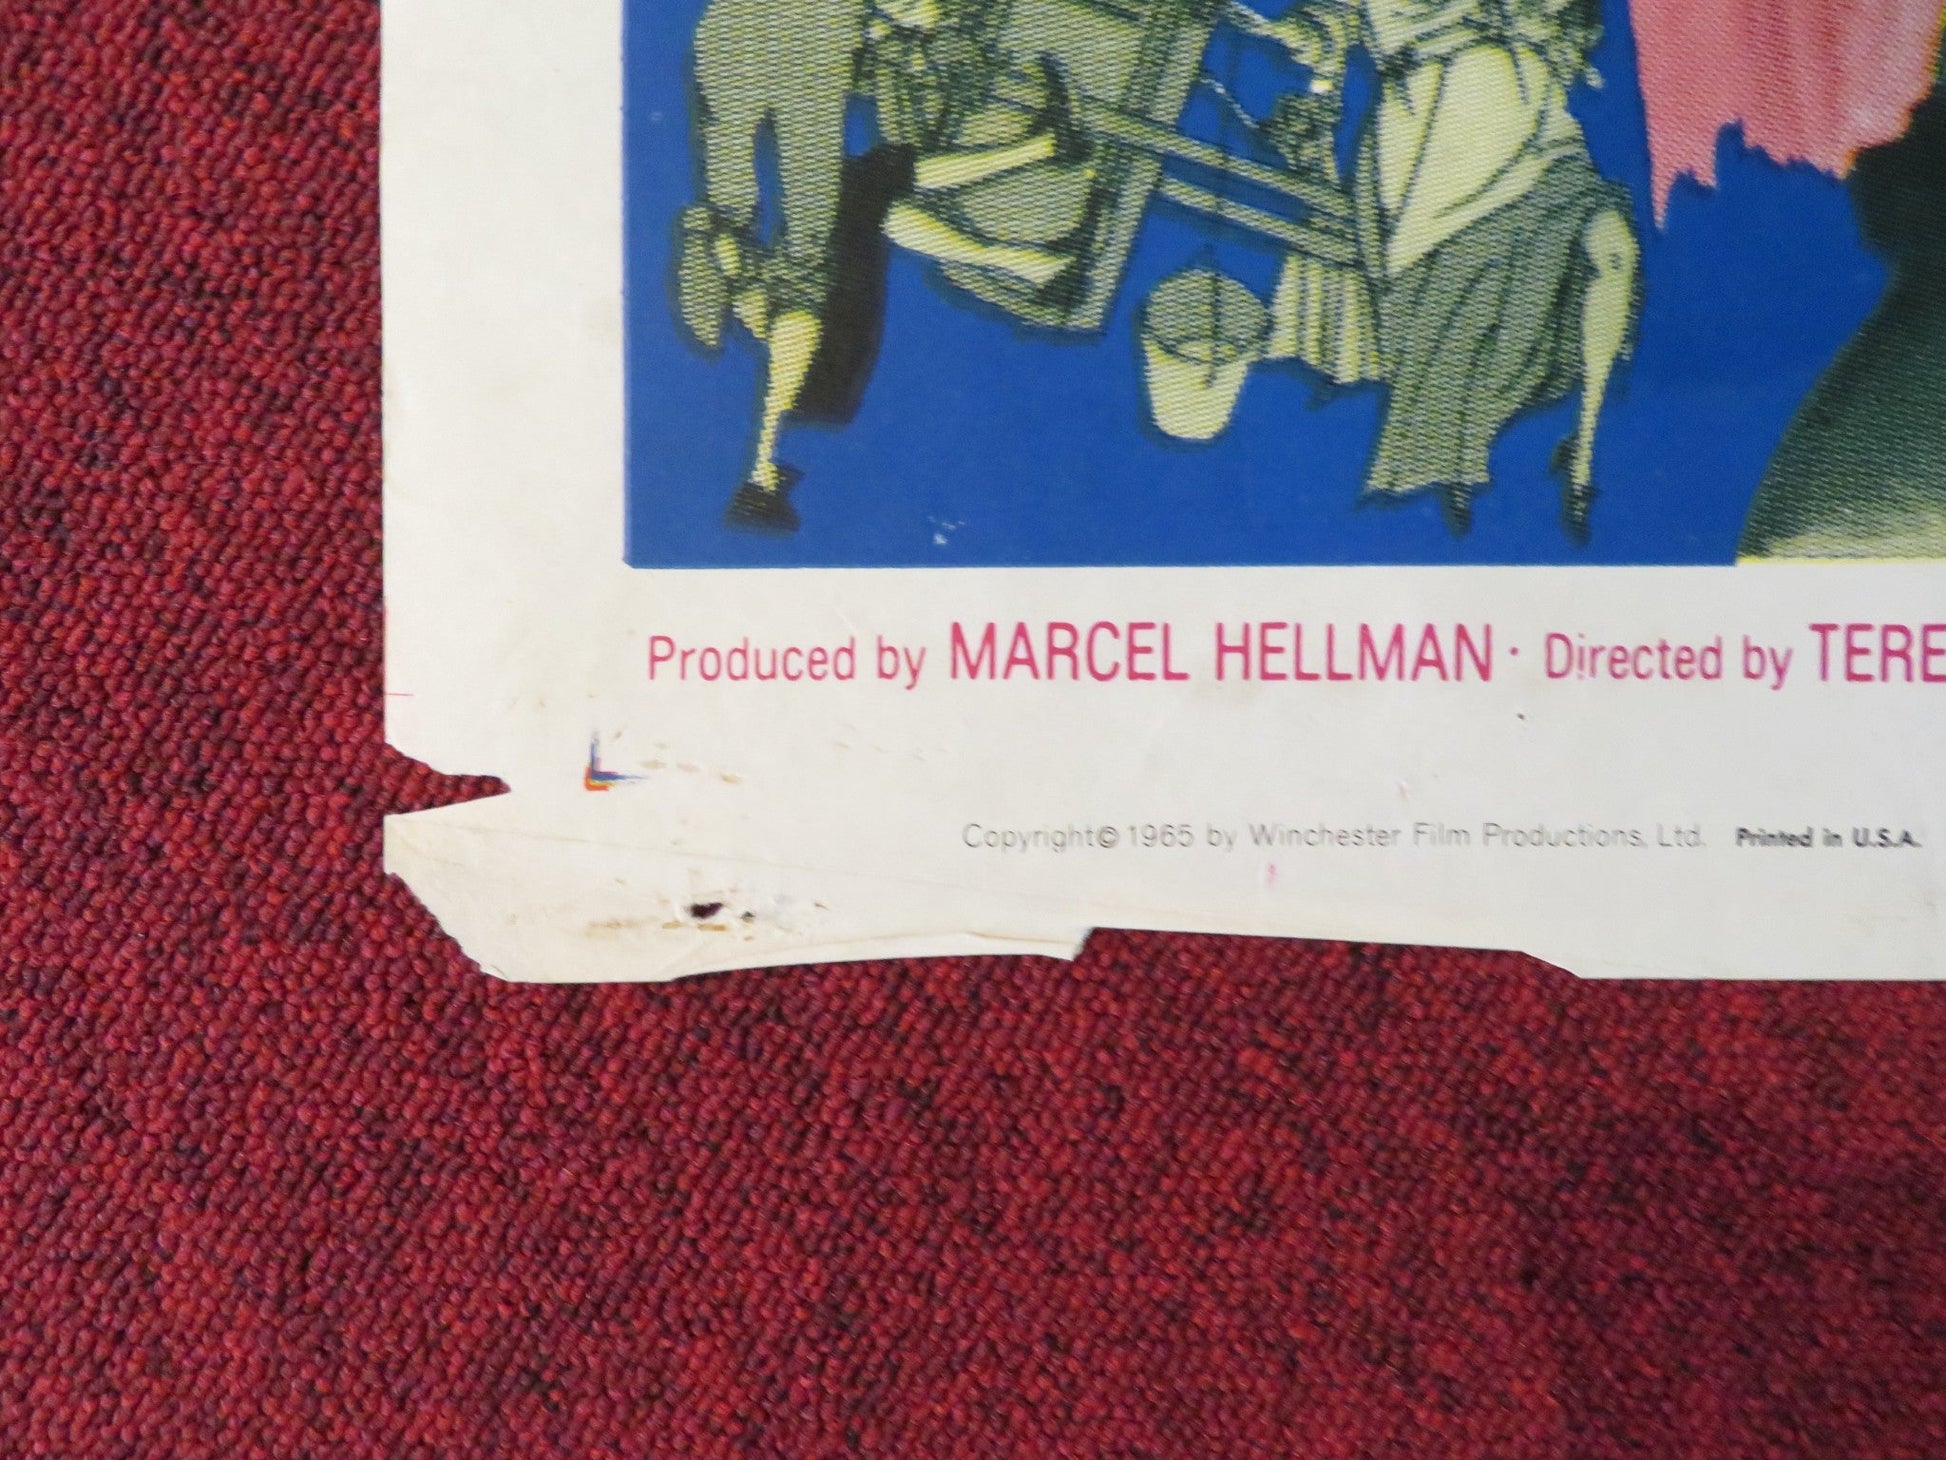 Produced by MARCEL HELLMAN · Directed by TERE
Copyright © 1965 by Winchester Film Productions, Ltd. Printed in U.S.A.